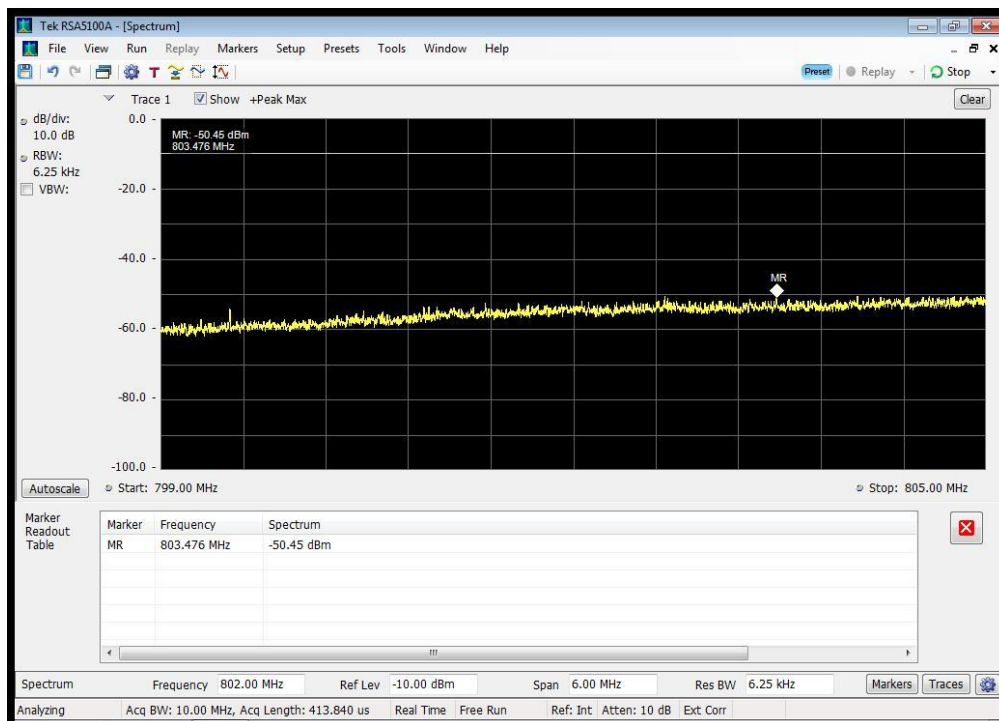 Tek RSA5100A - [Spectrum]
File View Run Replay Markers Setup Presets Tools Window Help
T Preset Replay Stop
Trace 1 Show +Peak Max Clear
dB/div:
10.0 dB
RBW:
6.25 kHz
VBW:
0.0
MR: -50.45 dBm
803.476 MHz
-20.0
-40.0
MR
-60.0
-80.0
-100.0
Autoscale Start: 799.00 MHz Stop: 805.00 MHz
Marker
Readout
Table
Marker Frequency Spectrum
MR 803.476 MHz -50.45 dBm
Spectrum Frequency 802.00 MHz Ref Lev -10.00 dBm Span 6.00 MHz Res BW 6.25 kHz Markers Traces
Analyzing Acq BW: 10.00 MHz, Acq Length: 413.840 us Real Time Free Run Ref: Int Atten: 10 dB Ext Corr